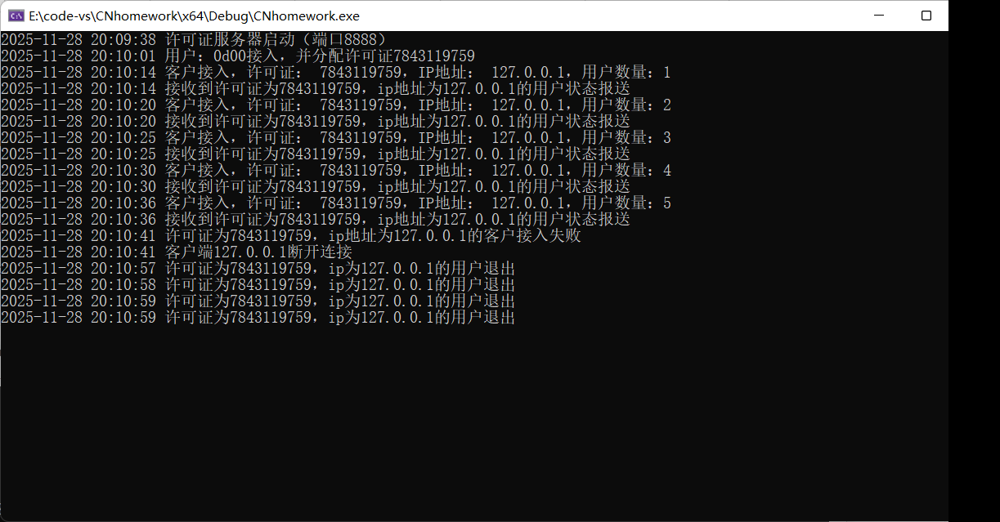 E:\code-vs\CNhomework\x64\Debug\CNhomework.exe
2025-11-28 20:09:38 许可证服务器启动（端口8888）
2025-11-28 20:10:01 用户：0d00接入，并分配许可证7843119759
2025-11-28 20:10:14 客户接入，许可证： 7843119759，IP地址： 127.0.0.1，用户数量：1
2025-11-28 20:10:14 接收到许可证为7843119759，ip地址为127.0.0.1的用户状态报送
2025-11-28 20:10:20 客户接入，许可证： 7843119759，IP地址： 127.0.0.1，用户数量：2
2025-11-28 20:10:20 接收到许可证为7843119759，ip地址为127.0.0.1的用户状态报送
2025-11-28 20:10:25 客户接入，许可证： 7843119759，IP地址： 127.0.0.1，用户数量：3
2025-11-28 20:10:25 接收到许可证为7843119759，ip地址为127.0.0.1的用户状态报送
2025-11-28 20:10:30 客户接入，许可证： 7843119759，IP地址： 127.0.0.1，用户数量：4
2025-11-28 20:10:30 接收到许可证为7843119759，ip地址为127.0.0.1的用户状态报送
2025-11-28 20:10:36 客户接入，许可证： 7843119759，IP地址： 127.0.0.1，用户数量：5
2025-11-28 20:10:36 接收到许可证为7843119759，ip地址为127.0.0.1的用户状态报送
2025-11-28 20:10:41 许可证为7843119759，ip地址为127.0.0.1的客户接入失败
2025-11-28 20:10:41 客户端127.0.0.1断开连接
2025-11-28 20:10:57 许可证为7843119759，ip为127.0.0.1的用户退出
2025-11-28 20:10:58 许可证为7843119759，ip为127.0.0.1的用户退出
2025-11-28 20:10:59 许可证为7843119759，ip为127.0.0.1的用户退出
2025-11-28 20:10:59 许可证为7843119759，ip为127.0.0.1的用户退出